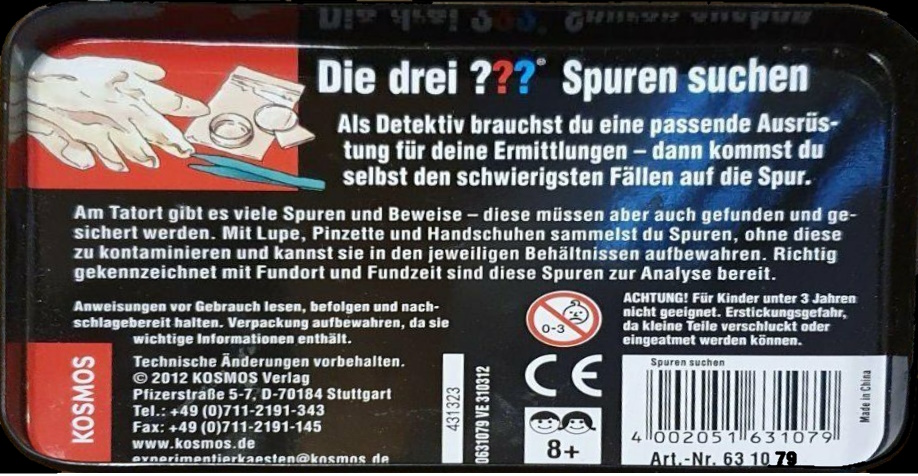 Die drei ???® Spuren suchen
Als Detektiv brauchst du eine passende Ausrüs-
tung für deine Ermittlungen – dann kommst du
selbst den schwierigsten Fällen auf die Spur.
Am Tatort gibt es viele Spuren und Beweise – diese müssen aber auch gefunden und ge-
sichert werden. Mit Lupe, Pinzette und Handschuhen sammelst du Spuren, ohne diese
zu kontaminieren und kannst sie in den jeweiligen Behältnissen aufbewahren. Richtig
gekennzeichnet mit Fundort und Fundzeit sind diese Spuren zur Analyse bereit.
Anweisungen vor Gebrauch lesen, befolgen und nach-
schlagebereit halten. Verpackung aufbewahren, da sie
wichtige Informationen enthält.
KOSMOS
Technische Änderungen vorbehalten.
© 2012 KOSMOS Verlag
Pfizerstraße 5-7, D-70184 Stuttgart
Tel.: +49 (0)711-2191-343
Fax: +49 (0)711-2191-145
www.kosmos.de
experimentierkaesten@kosmos.de
431323
0631079 VE 310312
0-3
CE
8+
ACHTUNG! Für Kinder unter 3 Jahren
nicht geeignet. Erstickungsgefahr,
da kleine Teile verschluckt oder
eingeatmet werden können.
Spuren suchen
4 002051 631079
Art.-Nr. 63 10 79
Made in China